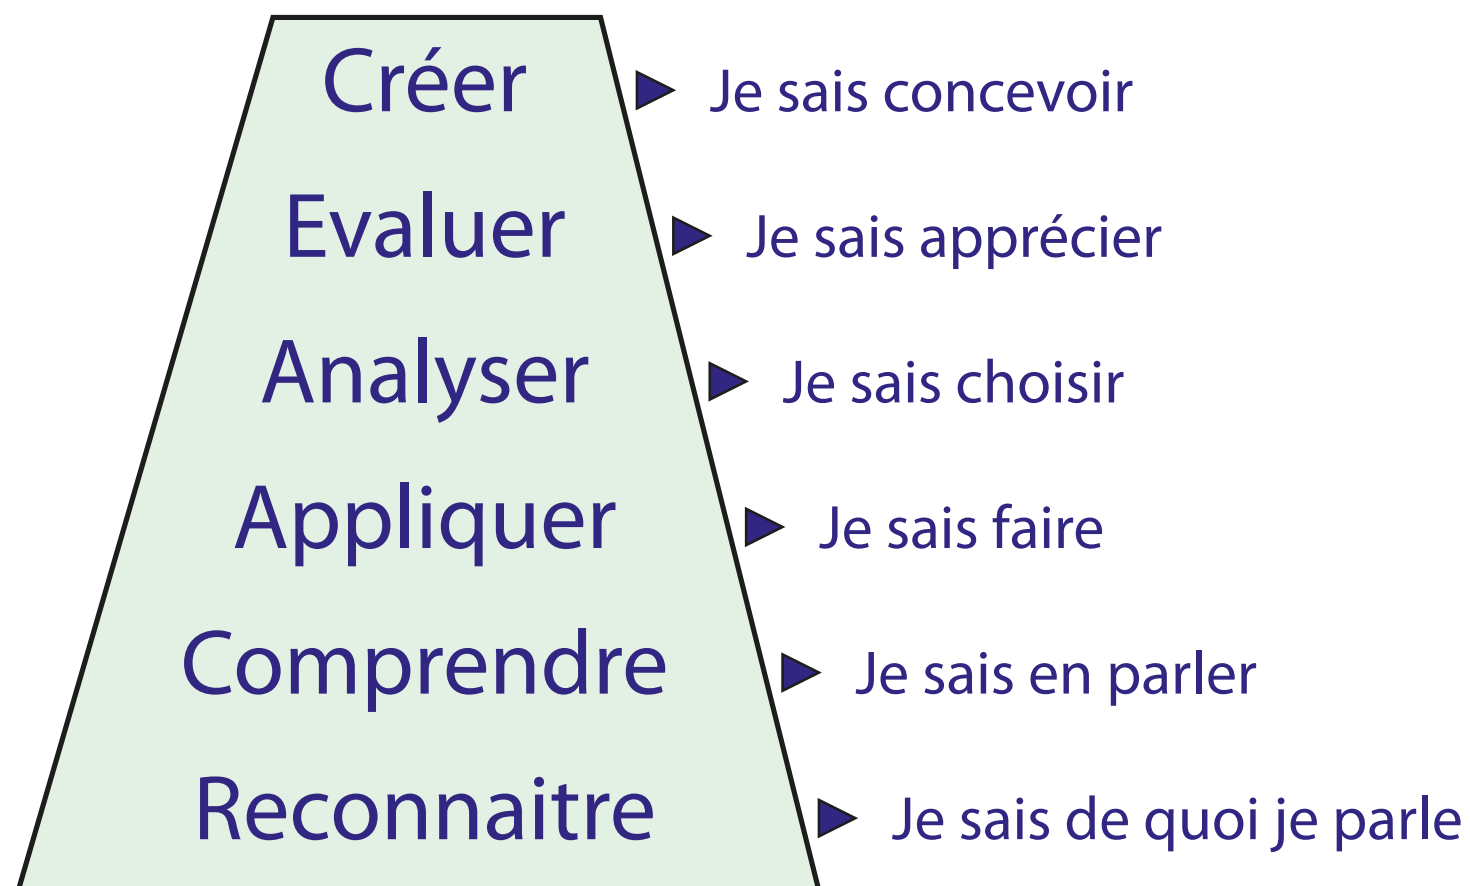 Créer
Je sais concevoir
Evaluer
Je sais apprécier
Analyser
Je sais choisir
Appliquer
Je sais faire
Comprendre
Je sais en parler
Reconnaitre
Je sais de quoi je parle